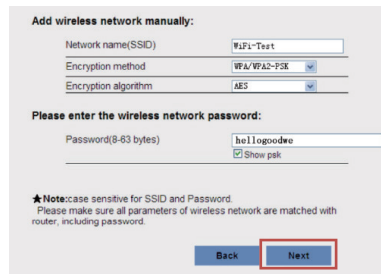 Add wireless network manually:
Network name(SSID) WiFi-Test
Encryption method WPA/WPA2-PSK
Encryption algorithm AES
Please enter the wireless network password:
Password(8-63 bytes) hellogoodwe
Show psk
★Note:case sensitive for SSID and Password.
Please make sure all parameters of wireless network are matched with
router, including password.
Back Next